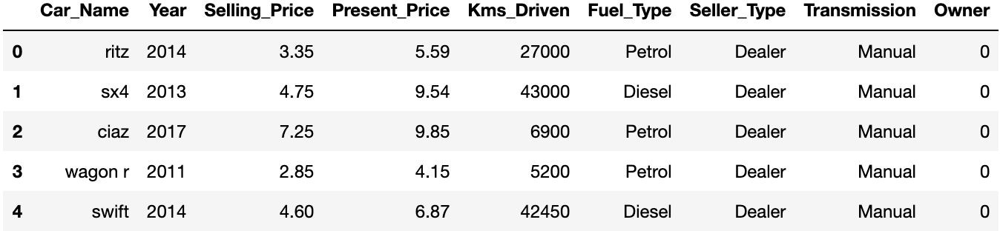 Car_Name Year Selling_Price Present_Price Kms_Driven Fuel_Type Seller_Type Transmission Owner
0 ritz 2014 3.35 5.59 27000 Petrol Dealer Manual 0
1 sx4 2013 4.75 9.54 43000 Diesel Dealer Manual 0
2 ciaz 2017 7.25 9.85 6900 Petrol Dealer Manual 0
3 wagon r 2011 2.85 4.15 5200 Petrol Dealer Manual 0
4 swift 2014 4.60 6.87 42450 Diesel Dealer Manual 0